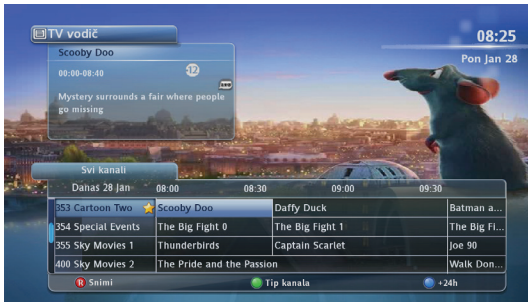 TV vodič
08:25
Pon Jan 28
Scooby Doo
00:00-08:40
12
Mystery surrounds a fair where people
go missing
Svi kanali
Danas 28 Jan 08:00 08:30 09:00 09:30
353 Cartoon Two Scooby Doo Daffy Duck Batman a...
354 Special Events The Big Fight 0 The Big Fight 1 The Big Fi...
355 Sky Movies 1 Thunderbirds Captain Scarlet Joe 90
400 Sky Movies 2 The Pride and the Passion Walk Don...
R Snimi Tip kanala +24h